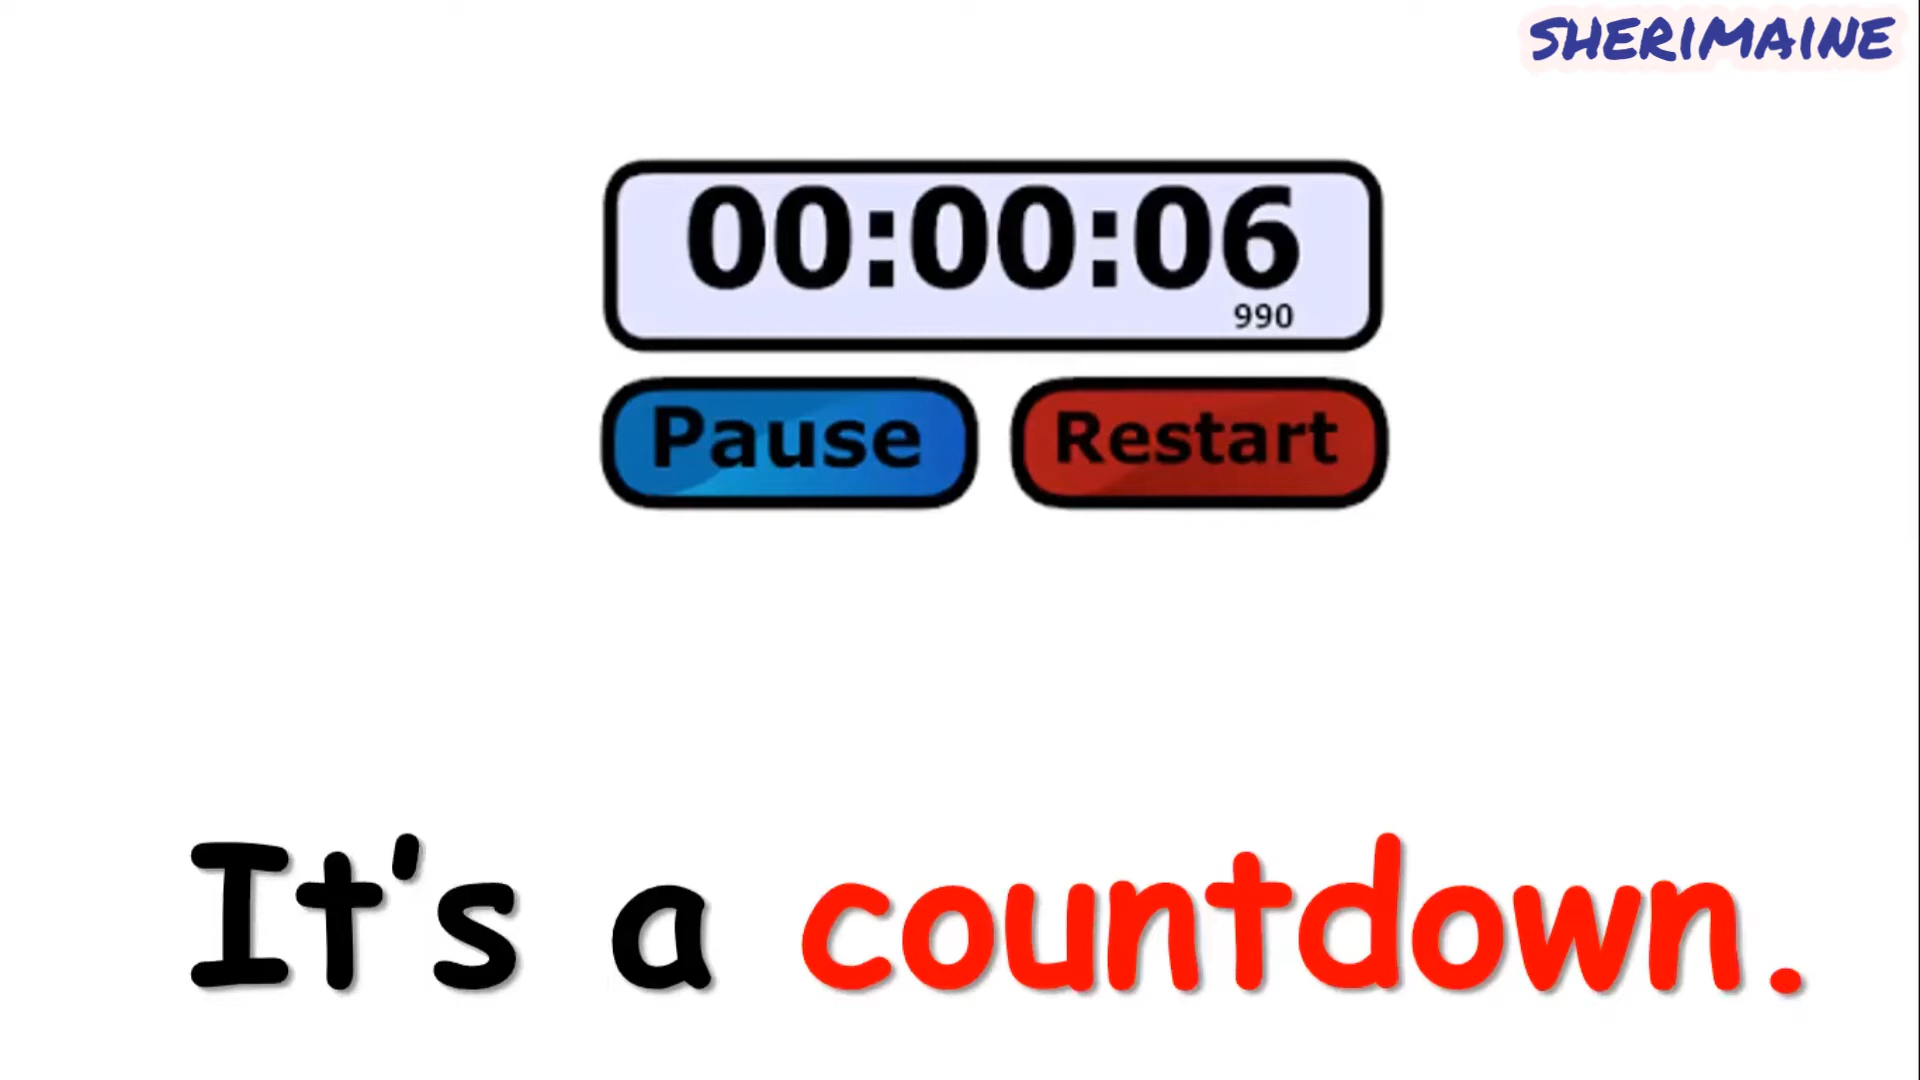 SHERIMAINE
00:00:06
990
Pause Restart
It's a countdown.